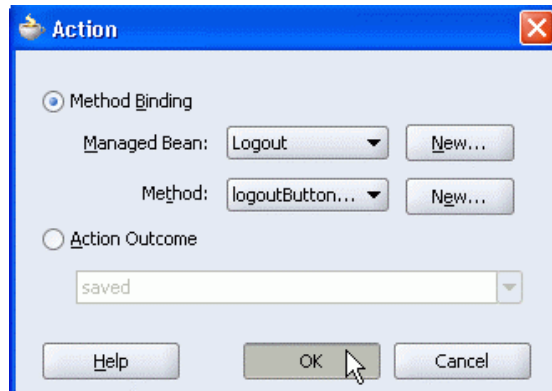 Action
Method Binding
Managed Bean: Logout New...
Method: logoutButton... New...
Action Outcome
saved
Help OK Cancel